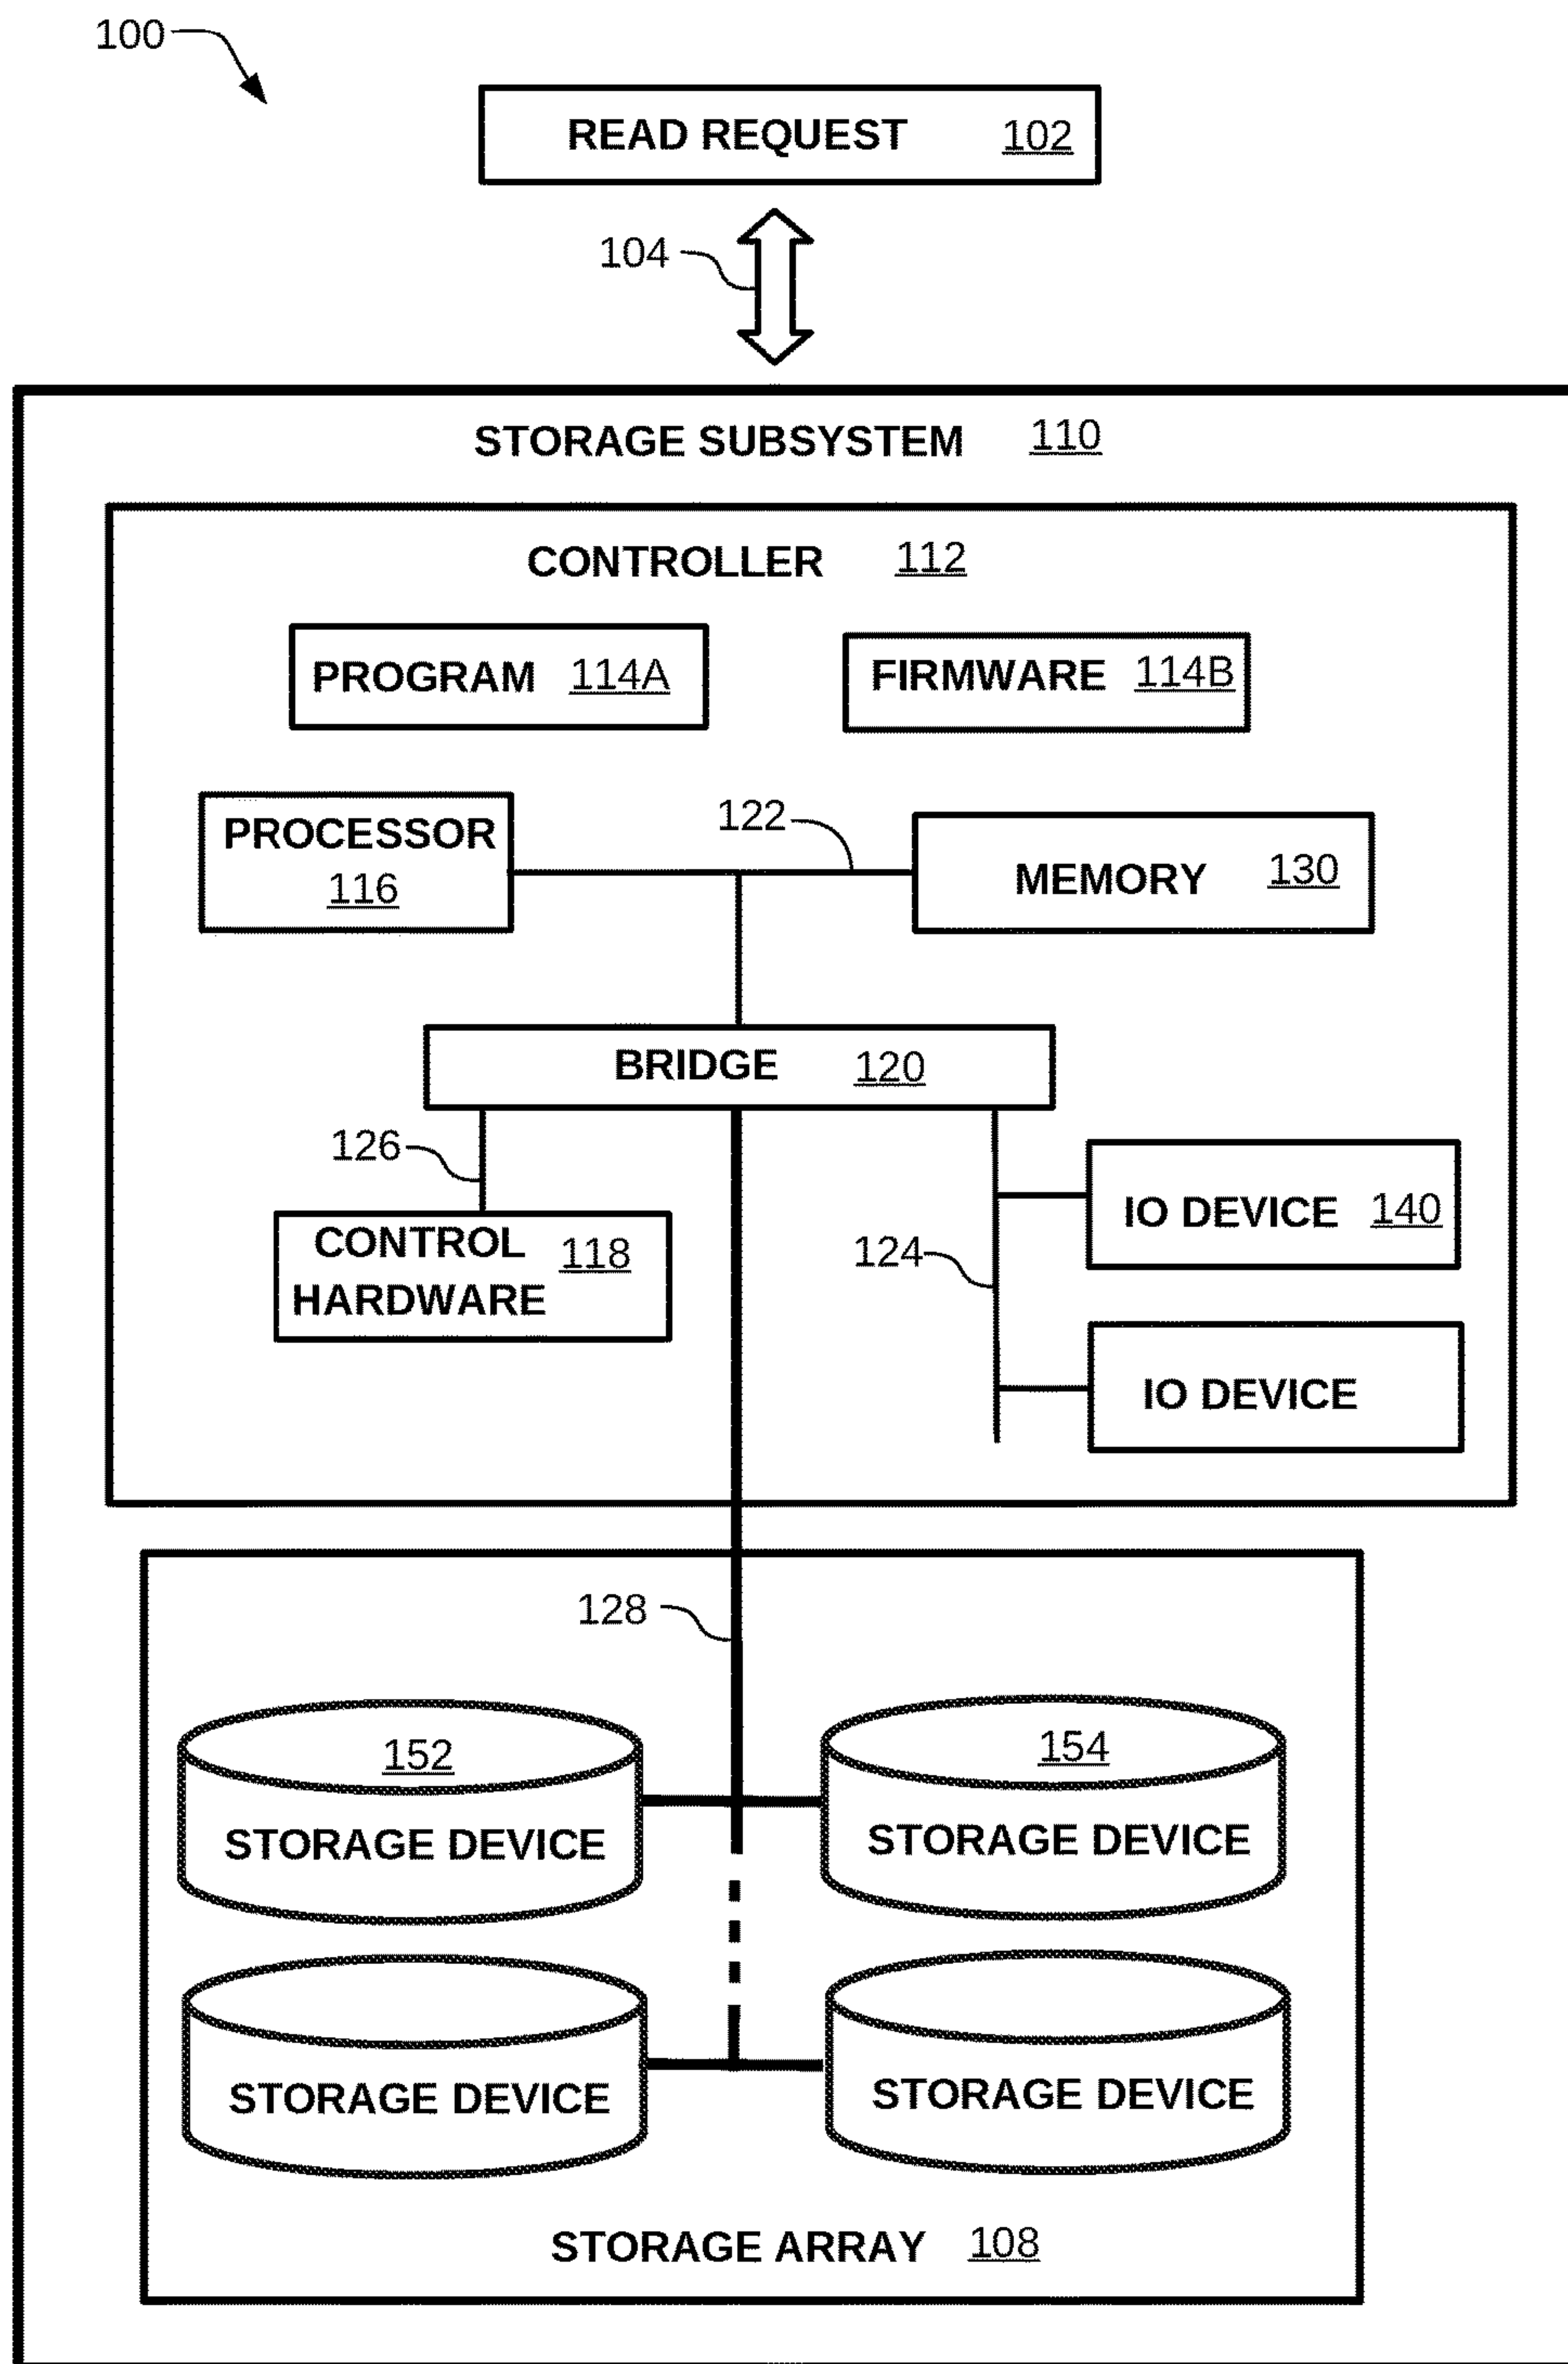 100
READ REQUEST 102
104
STORAGE SUBSYSTEM 110
CONTROLLER 112
PROGRAM 114A
FIRMWARE 114B
PROCESSOR
116
122
MEMORY 130
BRIDGE 120
126
CONTROL
HARDWARE
118
124
IO DEVICE 140
IO DEVICE
128
152
STORAGE DEVICE
154
STORAGE DEVICE
STORAGE DEVICE
STORAGE DEVICE
STORAGE ARRAY 108